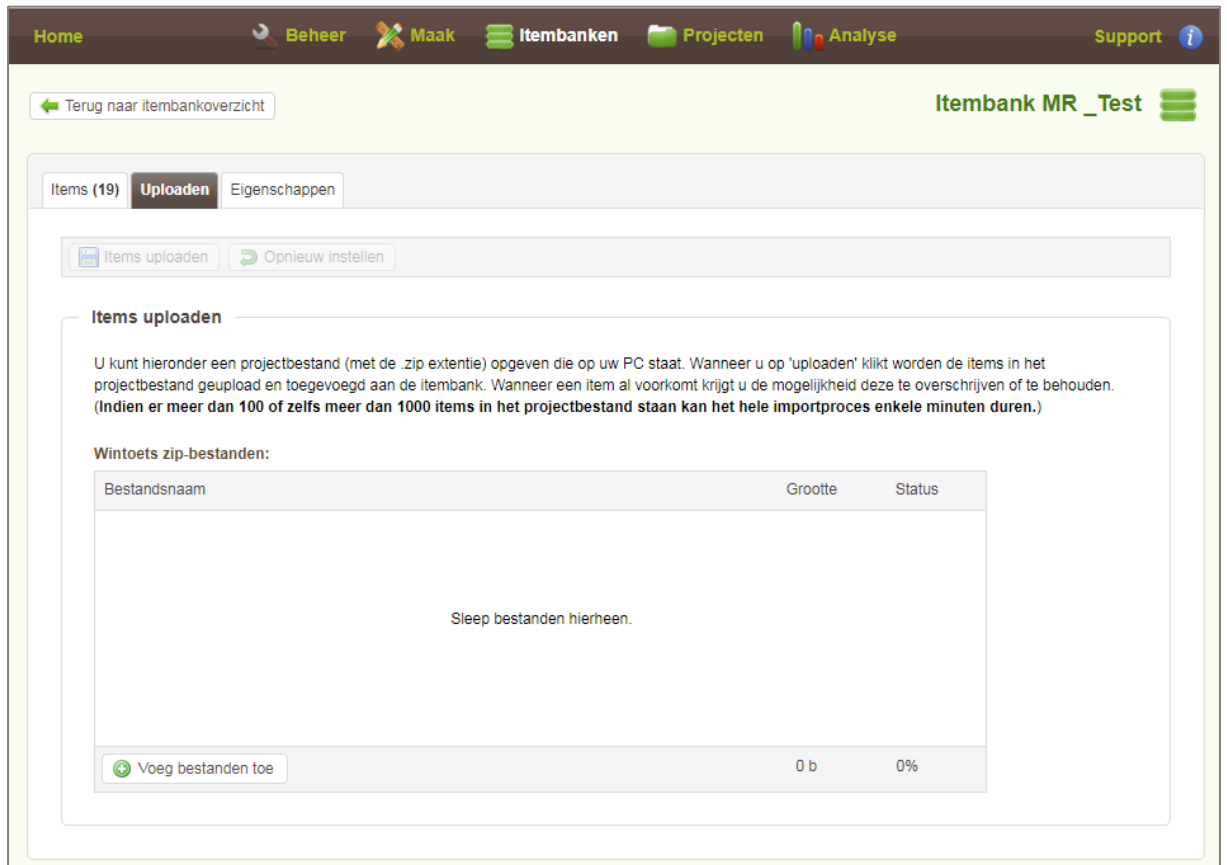 Home Beheer Maak Itembanken Projecten Analyse Support i
Terug naar itembankoverzicht Itembank MR _Test
Items (19) Uploaden Eigenschappen
Items uploaden Opnieuw instellen
Items uploaden
U kunt hieronder een projectbestand (met de .zip extentie) opgeven die op uw PC staat. Wanneer u op 'uploaden' klikt worden de items in het
projectbestand geupload en toegevoegd aan de itembank. Wanneer een item al voorkomt krijgt u de mogelijkheid deze te overschrijven of te behouden.
(Indien er meer dan 100 of zelfs meer dan 1000 items in het projectbestand staan kan het hele importproces enkele minuten duren.)
Wintoets zip-bestanden:
Bestandsnaam Grootte Status
Sleep bestanden hierheen.
Voeg bestanden toe 0 b 0%